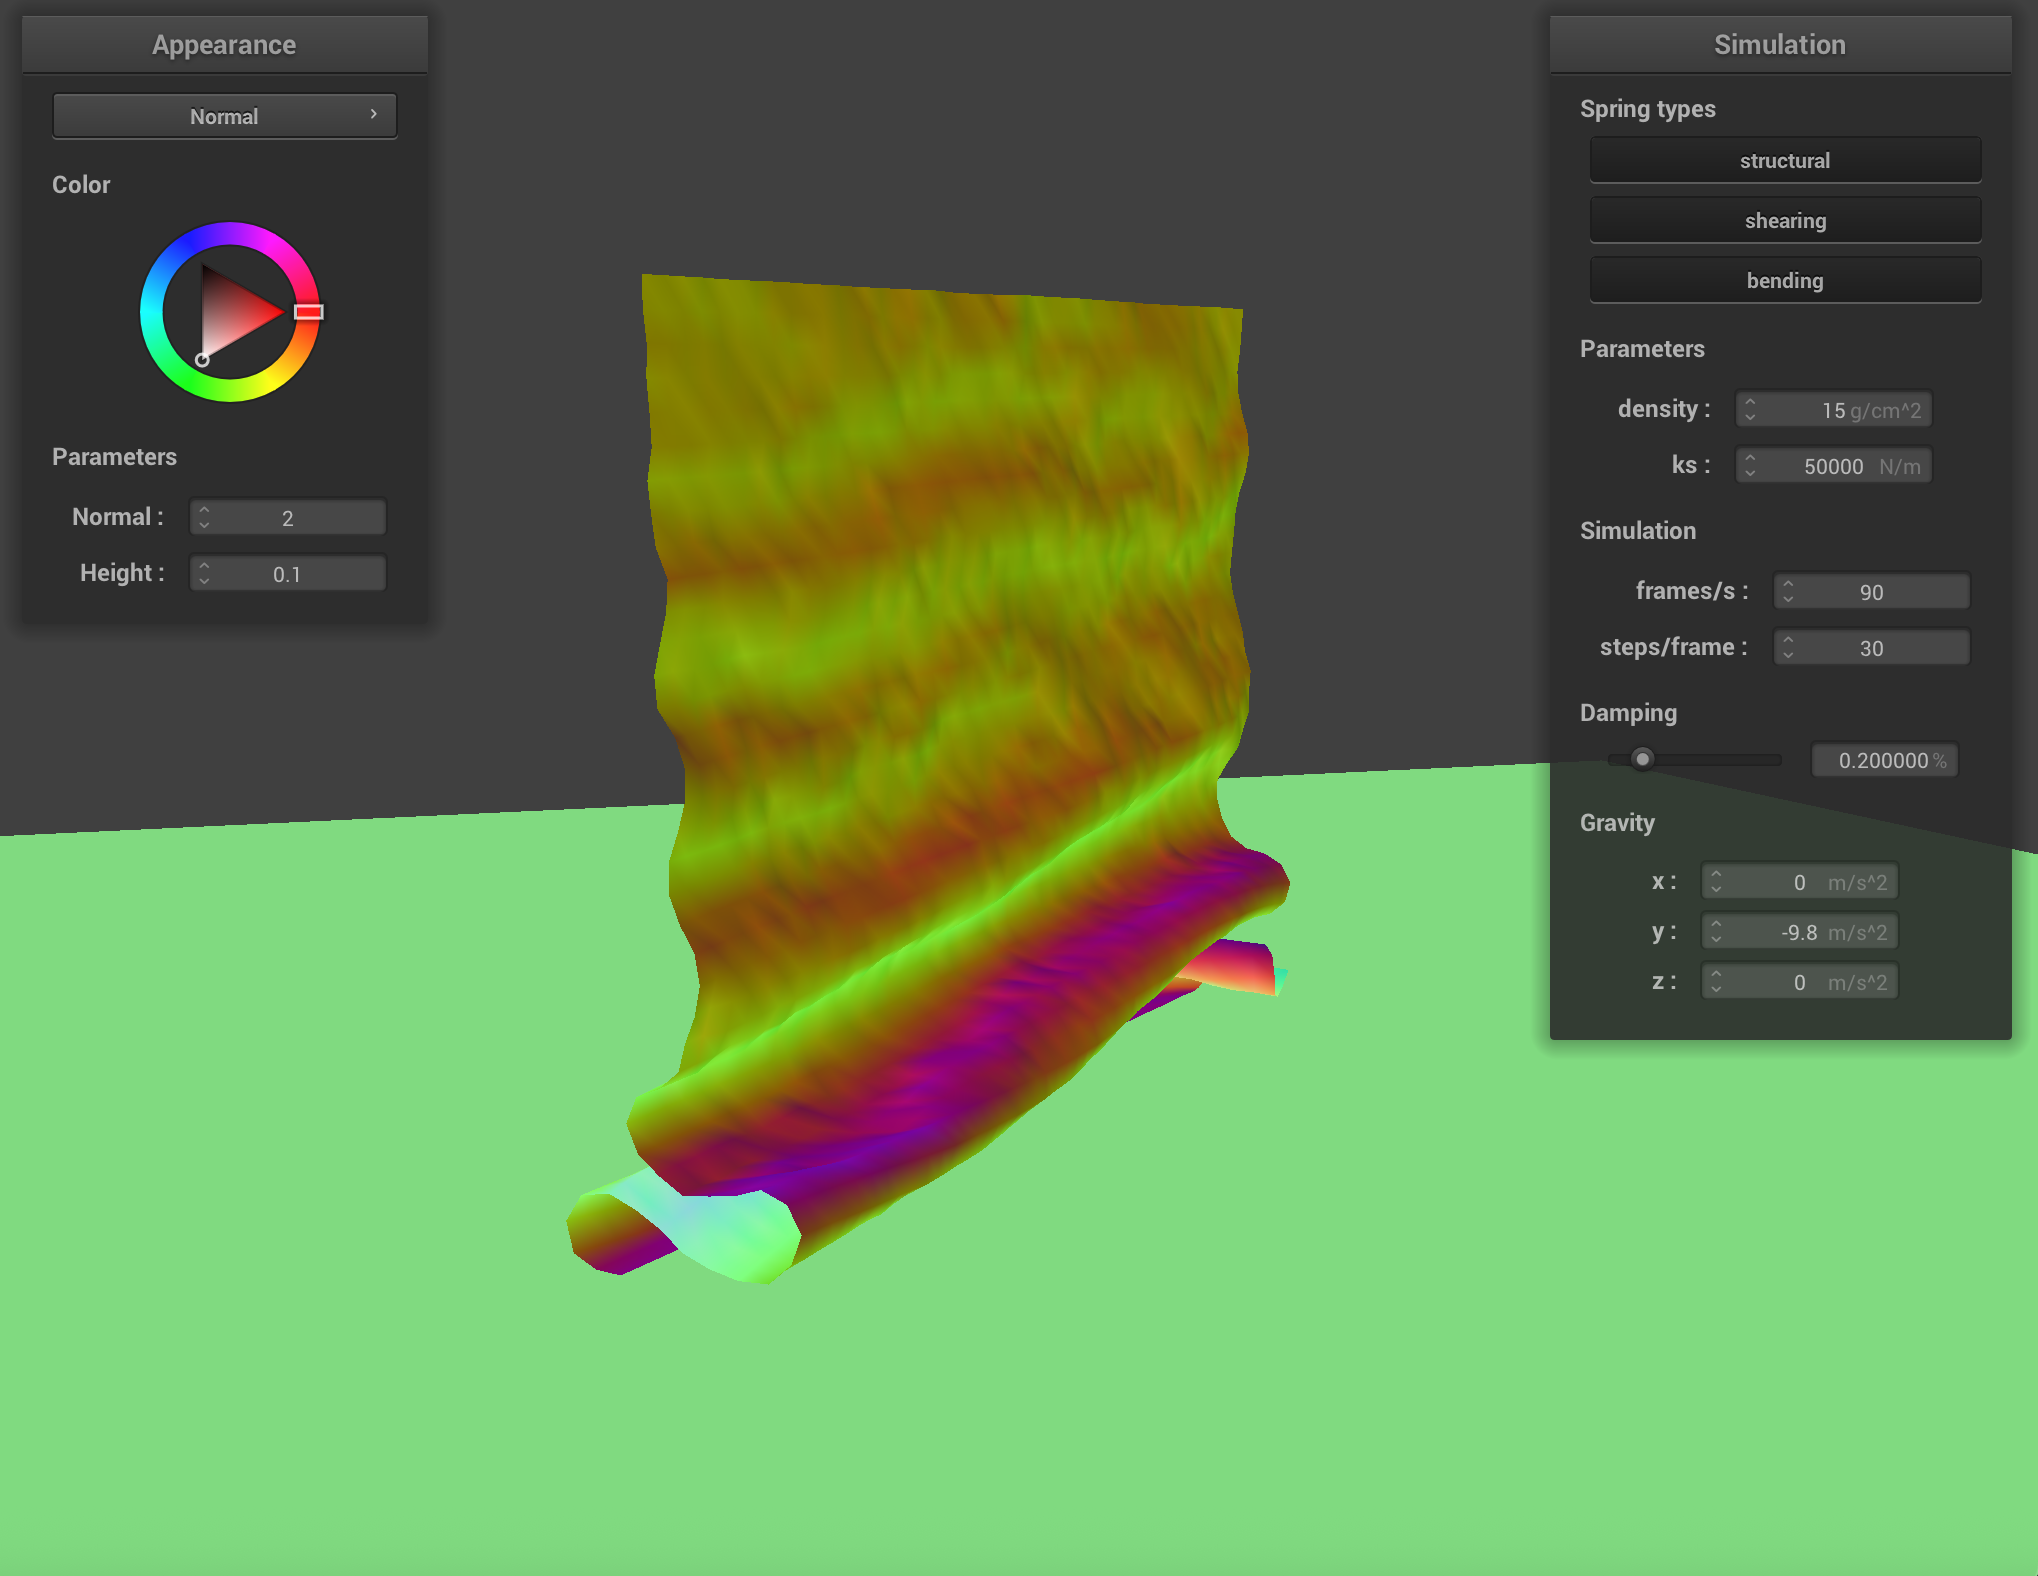 Appearance
Normal
Color
Parameters
Normal : 2
Height : 0.1
Simulation
Spring types
structural
shearing
bending
Parameters
density : 15 g/cm^2
ks : 50000 N/m
Simulation
frames/s : 90
steps/frame : 30
Damping
0.200000 %
Gravity
x : 0 m/s^2
y : -9.8 m/s^2
z : 0 m/s^2